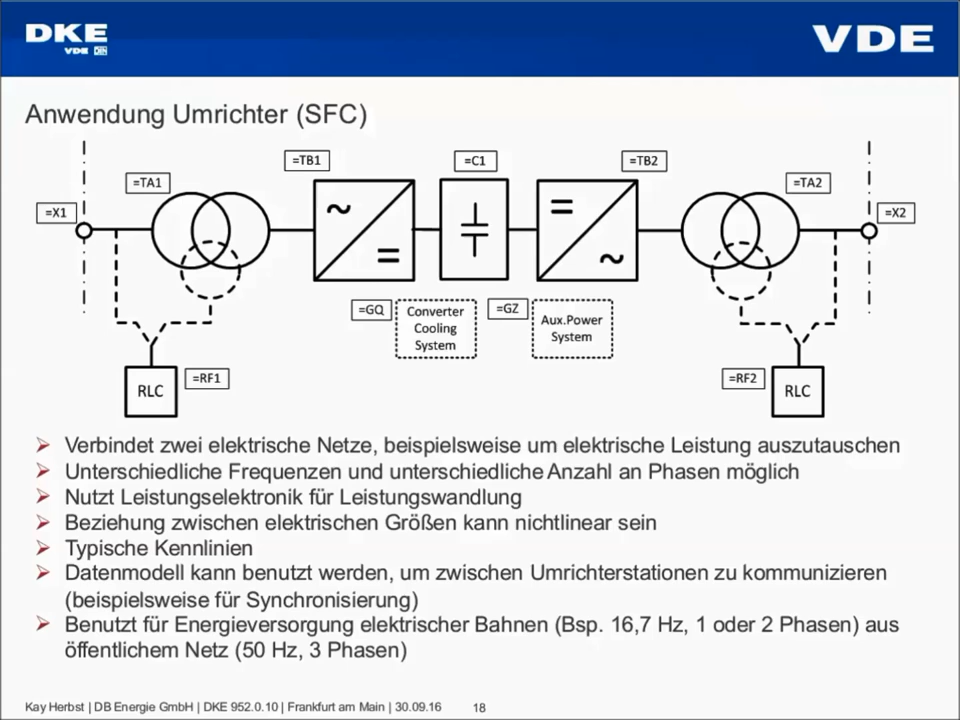 DKE
VDE DIN
VDE
Anwendung Umrichter (SFC)
=TB1
=C1
=TB2
=TA1
=TA2
=X1
=X2
~
=
=
~
=GQ
Converter
Cooling
System
=GZ
Aux.Power
System
RLC
=RF1
=RF2
RLC
Verbindet zwei elektrische Netze, beispielsweise um elektrische Leistung auszutauschen
Unterschiedliche Frequenzen und unterschiedliche Anzahl an Phasen möglich
Nutzt Leistungselektronik für Leistungswandlung
Beziehung zwischen elektrischen Größen kann nichtlinear sein
Typische Kennlinien
Datenmodell kann benutzt werden, um zwischen Umrichterstationen zu kommunizieren
(beispielsweise für Synchronisierung)
Benutzt für Energieversorgung elektrischer Bahnen (Bsp. 16,7 Hz, 1 oder 2 Phasen) aus
öffentlichem Netz (50 Hz, 3 Phasen)
Kay Herbst | DB Energie GmbH | DKE 952.0.10 | Frankfurt am Main | 30.09.16 18